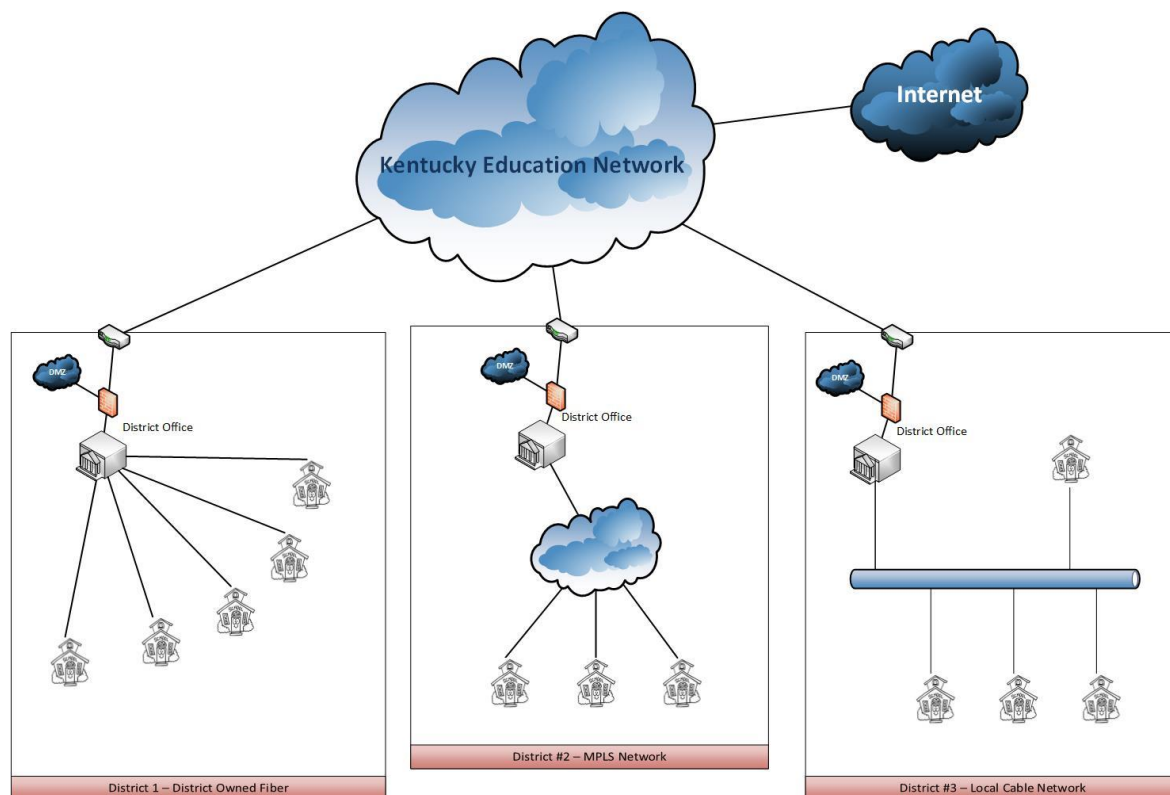 Internet
Kentucky Education Network
DMZ
District Office
DMZ
District Office
DMZ
District Office
District 1 – District Owned Fiber
District #2 – MPLS Network
District #3 – Local Cable Network